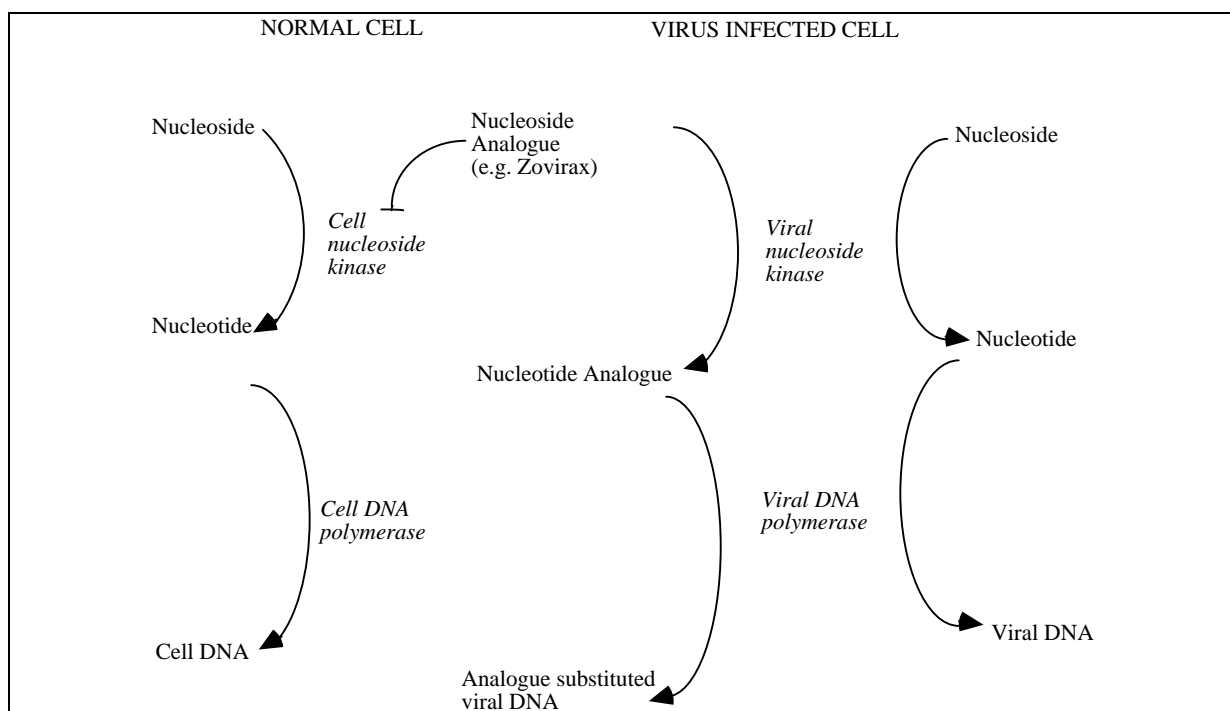 NORMAL CELL
VIRUS INFECTED CELL
Nucleoside
Nucleoside
Analogue
(e.g. Zovirax)
Nucleoside
Cell
nucleoside
kinase
Viral
nucleoside
kinase
Nucleotide
Nucleotide
Nucleotide Analogue
Cell DNA
polymerase
Viral DNA
polymerase
Cell DNA
Viral DNA
Analogue substituted
viral DNA